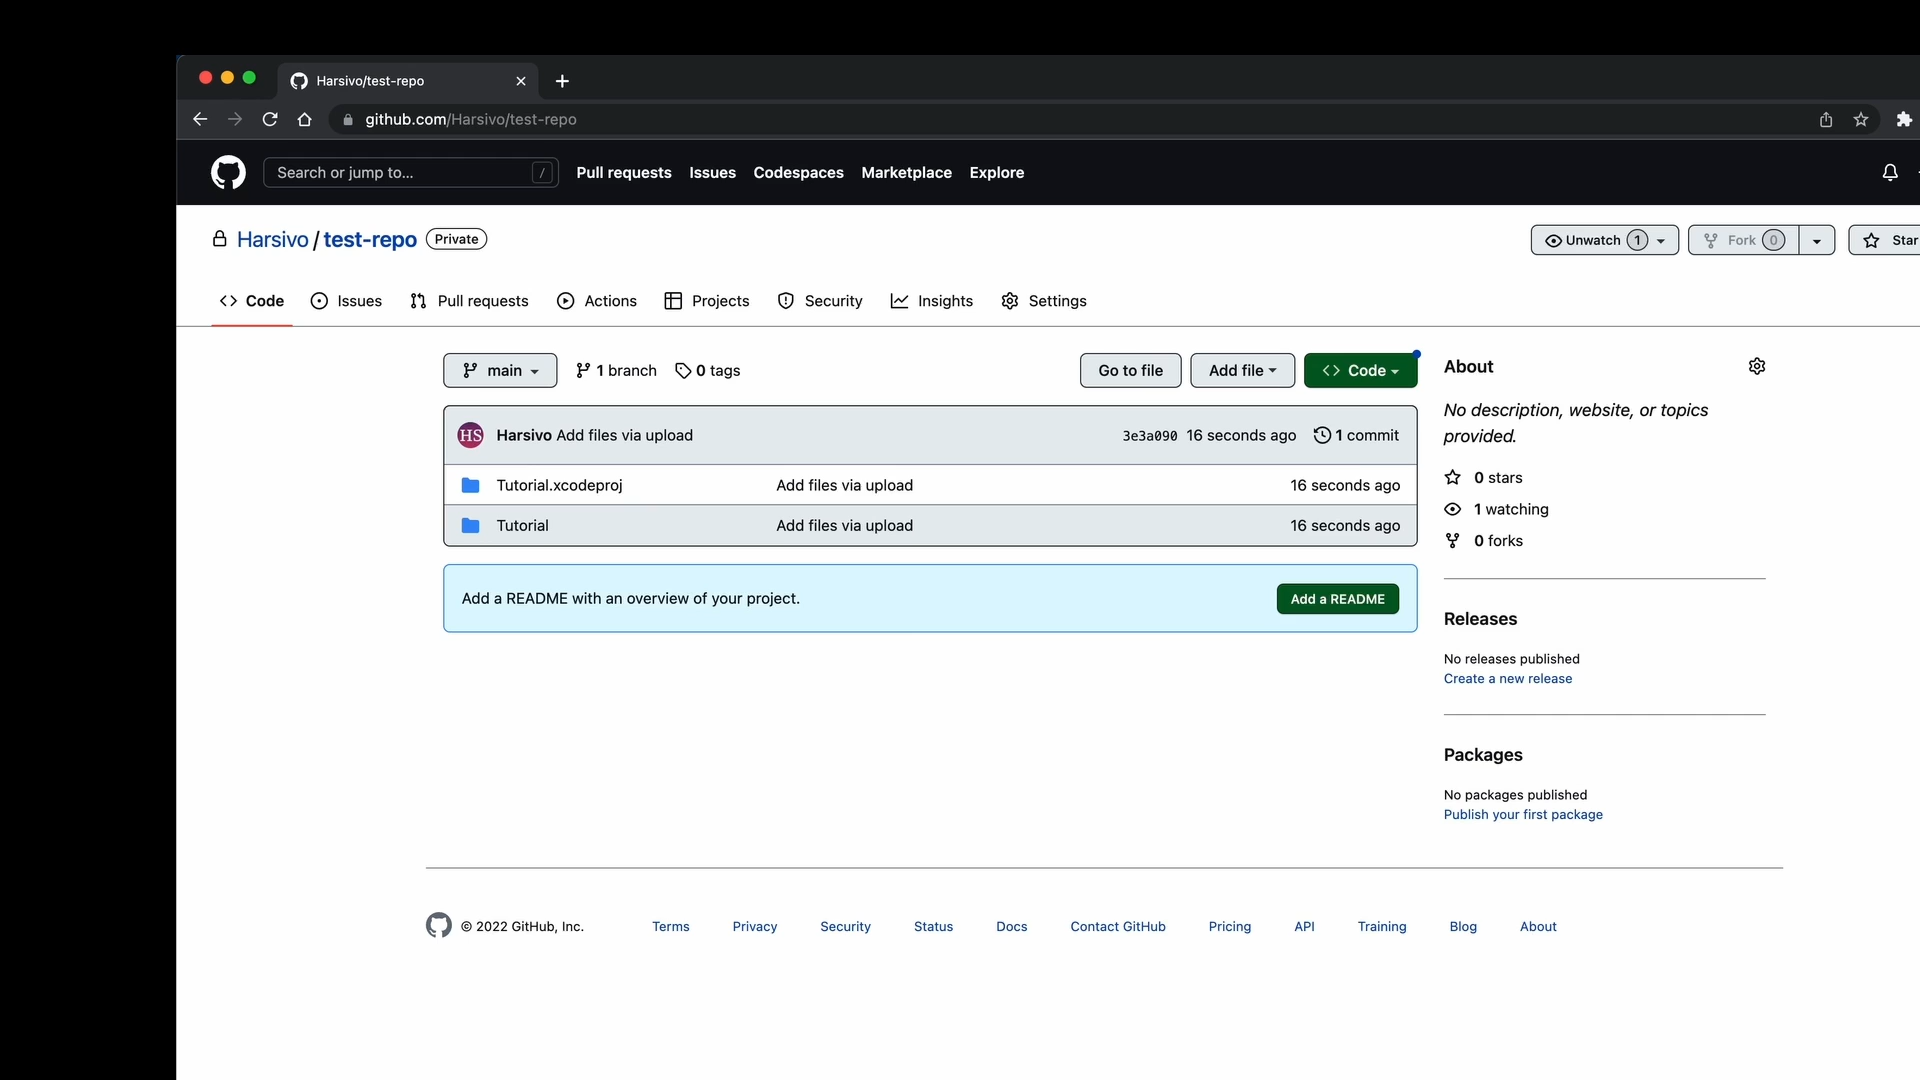 Harsivo/test-repo
github.com/Harsivo/test-repo
Search or jump to... /
Pull requests Issues Codespaces Marketplace Explore
Harsivo / test-repo Private
Unwatch 1 Fork 0 Star
Code Issues Pull requests Actions Projects Security Insights Settings
main 1 branch 0 tags
Go to file Add file Code
HS Harsivo Add files via upload 3e3a090 16 seconds ago 1 commit
Tutorial.xcodeproj Add files via upload 16 seconds ago
Tutorial Add files via upload 16 seconds ago
Add a README with an overview of your project. Add a README
About
No description, website, or topics
provided.
0 stars
1 watching
0 forks
Releases
No releases published
Create a new release
Packages
No packages published
Publish your first package
© 2022 GitHub, Inc. Terms Privacy Security Status Docs Contact GitHub Pricing API Training Blog About